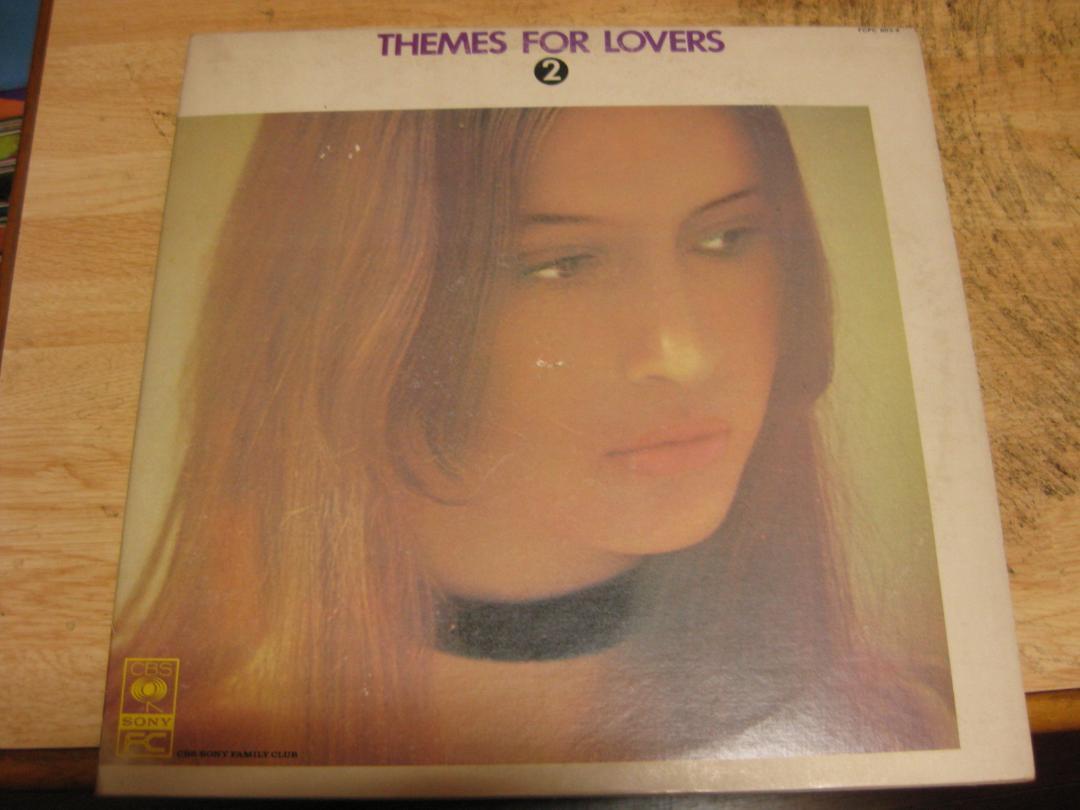 THEMES FOR LOVERS
2
CBS
SONY
FC
CBS SONY FAMILY CLUB